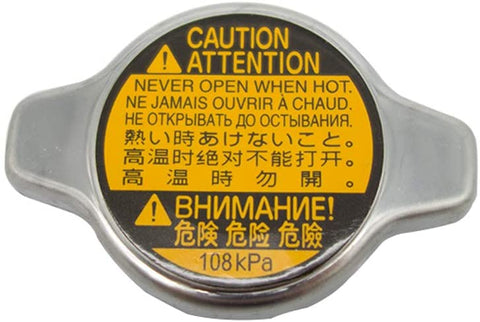 CAUTION
ATTENTION
NEVER OPEN WHEN HOT.
NE JAMAIS OUVRIR À CHAUD.
НЕ ОТКРЫВАТЬ ДО ОСТЫВАНИЯ.
熱い時あけないこと。
高温时绝对不能打开。
高温時勿開。
ВНИМАНИЕ!
危険 危险 危險
108kPa